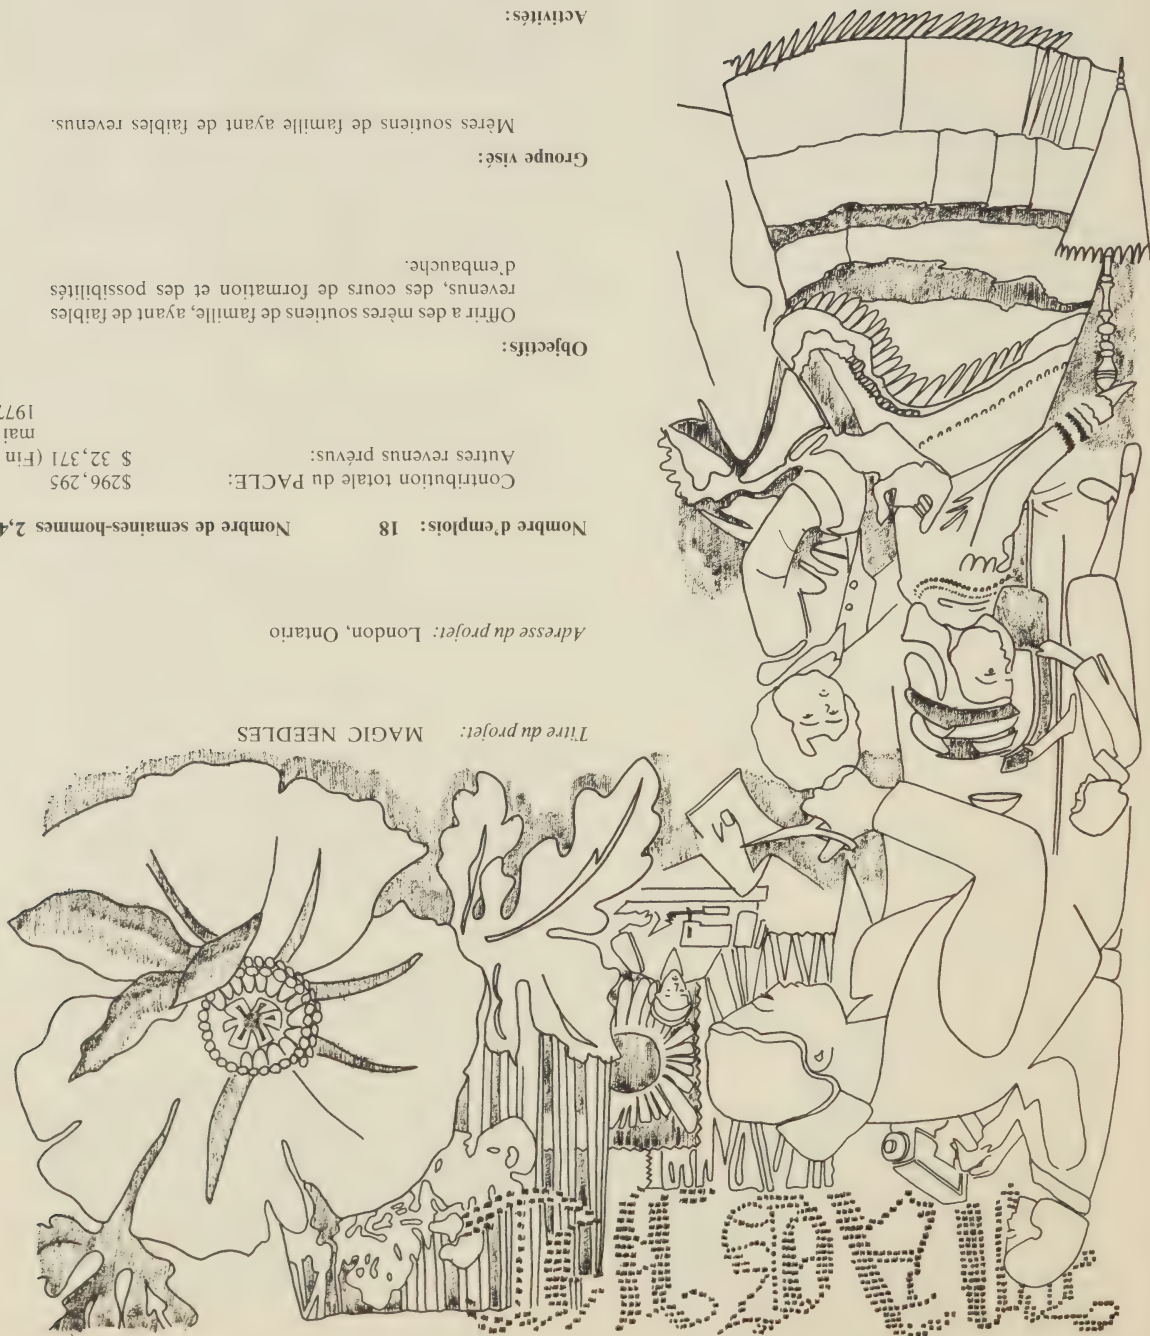 Titre du projet: MAGIC NEEDLES
Adresse du projet: London, Ontario
Nombre d'emplois: 18 Nombre de semaines-hommes 2,4
Contribution totale du PACLE: $296,295
Autres revenus prévus: $ 32,371 (Fin
mai
1977
Objectifs:
Offrir a des mères soutiens de famille, ayant de faibles
revenus, des cours de formation et des possibilités
d'embauche.
Groupe visé:
Mères soutiens de famille ayant de faibles revenus.
Activités: